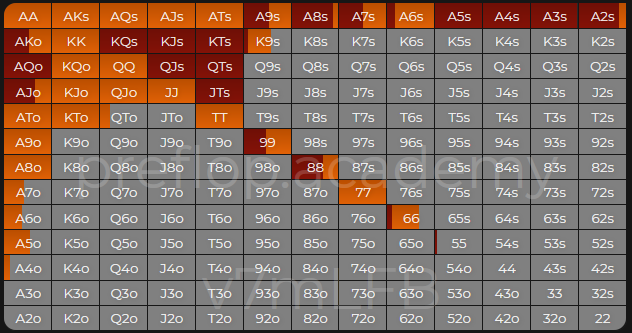 AA AKs AQs AJs ATs A9s A8s A7s A6s A5s A4s A3s A2s
AKo KK KQs KJs KTs K9s K8s K7s K6s K5s K4s K3s K2s
AQo KQo QQ QJs QTs Q9s Q8s Q7s Q6s Q5s Q4s Q3s Q2s
AJo KJo QJo JJ JTs J9s J8s J7s J6s J5s J4s J3s J2s
ATo KTo QTo JTo TT T9s T8s T7s T6s T5s T4s T3s T2s
A9o K9o Q9o J9o T9o 99 98s 97s 96s 95s 94s 93s 92s
A8o K8o Q8o J8o T8o 98o 88 87s 86s 85s 84s 83s 82s
preflop.academy
A7o K7o Q7o J7o T7o 97o 87o 77 76s 75s 74s 73s 72s
A6o K6o Q6o J6o T6o 96o 86o 76o 66 65s 64s 63s 62s
A5o K5o Q5o J5o T5o 95o 85o 75o 65o 55 54s 53s 52s
A4o K4o Q4o J4o T4o 94o 84o 74o 64o 54o 44 43s 42s
v7mLFB
A3o K3o Q3o J3o T3o 93o 83o 73o 63o 53o 43o 33 32s
A2o K2o Q2o J2o T2o 92o 82o 72o 62o 52o 42o 32o 22